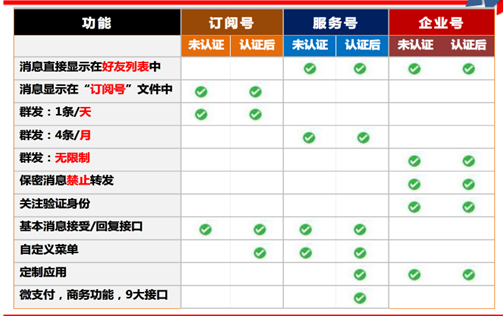 功能 订阅号 服务号 企业号
未认证 认证后 未认证 认证后 未认证 认证后
消息直接显示在好友列表中
消息显示在“订阅号”文件中
群发：1条/天
群发：4条/月
群发：无限制
保密消息禁止转发
关注验证身份
基本消息接受/回复接口
自定义菜单
定制应用
微支付，商务功能，9大接口